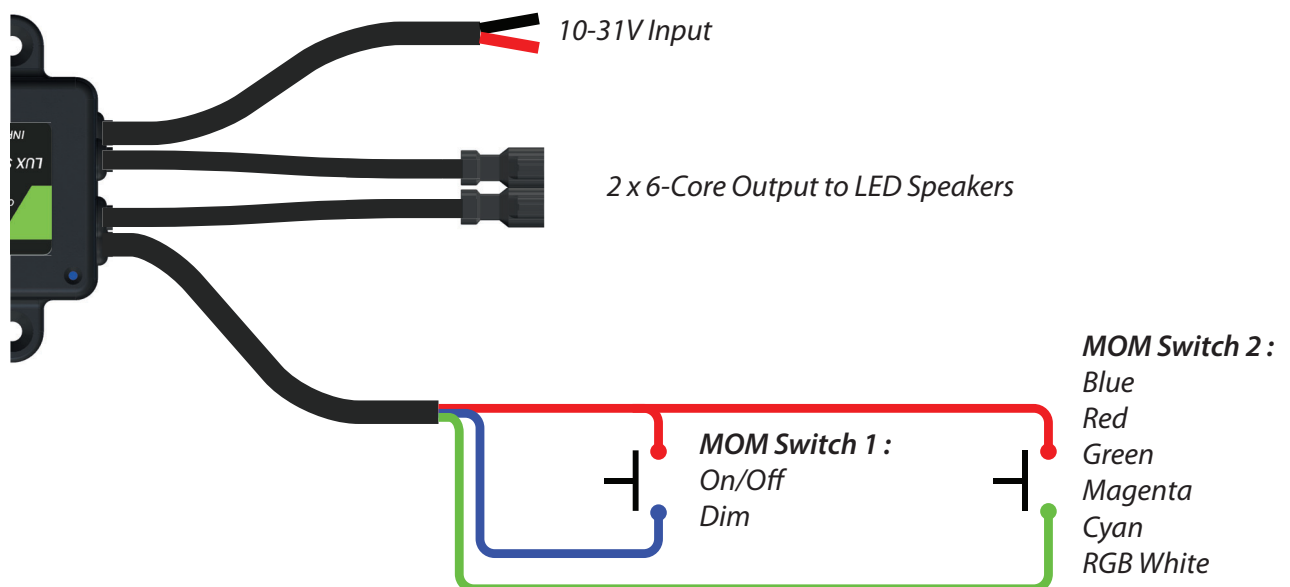 10-31V Input
2 x 6-Core Output to LED Speakers
LUX
MOM Switch 1 :
On/Off
Dim
MOM Switch 2 :
Blue
Red
Green
Magenta
Cyan
RGB White